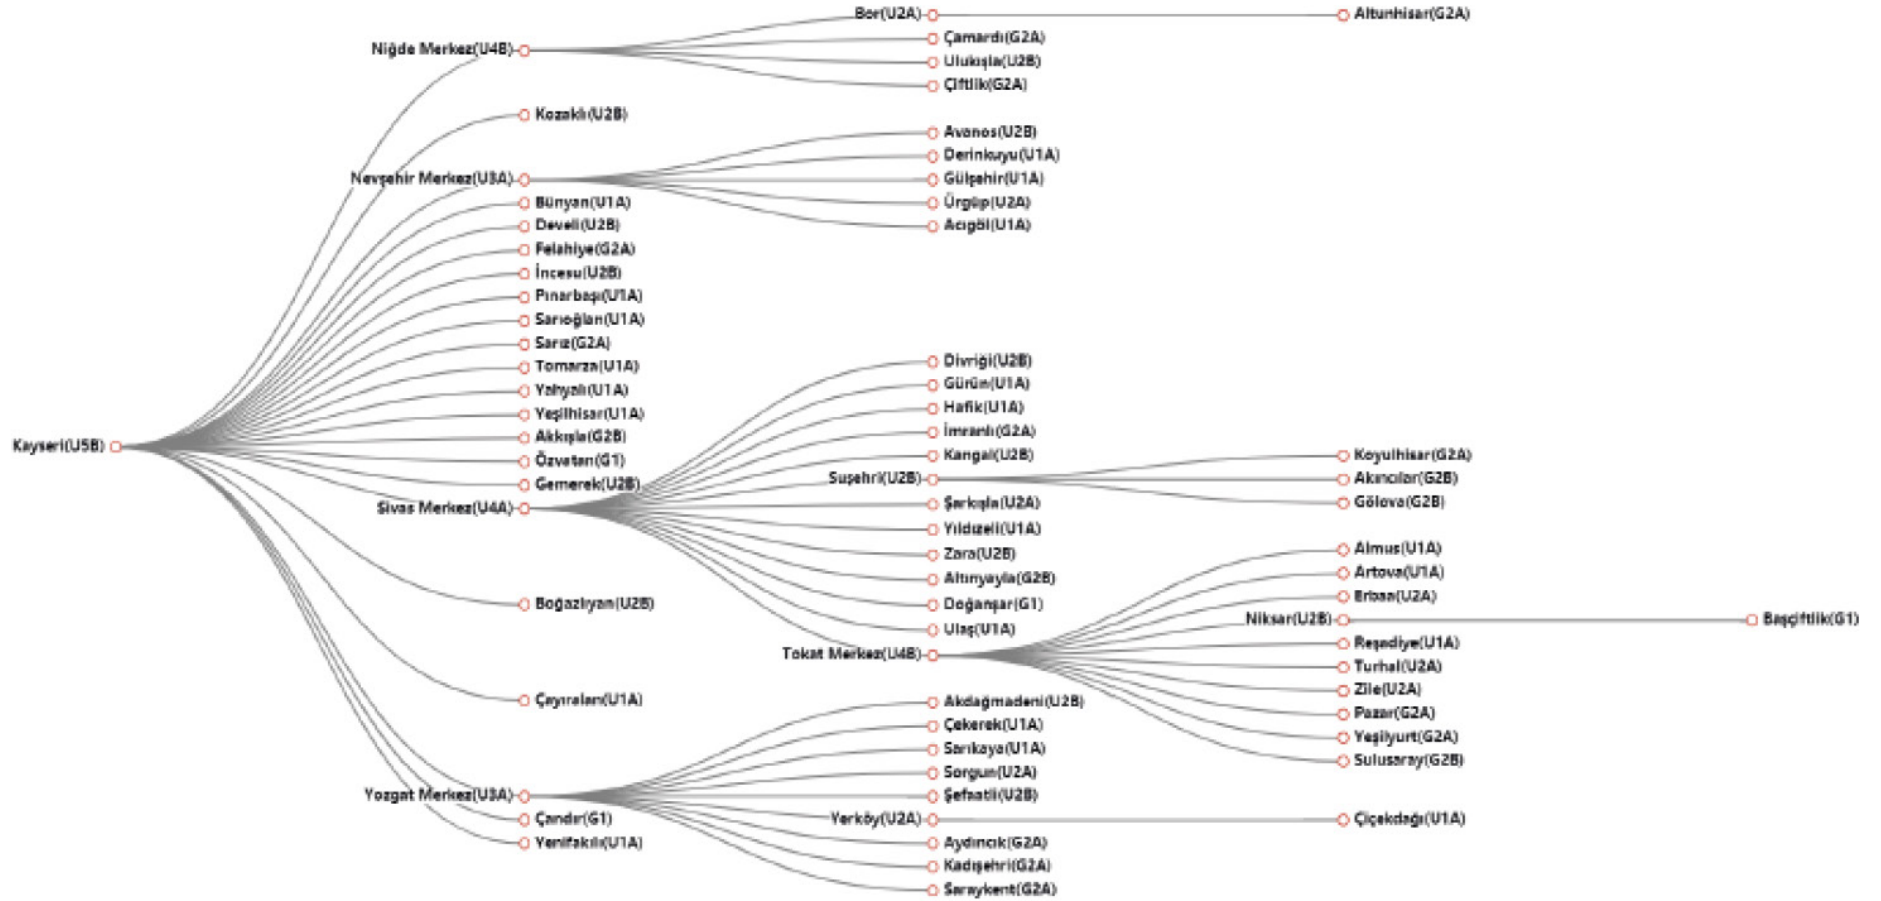 Kayseri(U5B)
Niğde Merkez(U4B)
Kozaklı(U2B)
Nevşehir Merkez(U3A)
Bünyan(U1A)
Develi(U2B)
Felahiye(G2A)
İncesu(U2B)
Pınarbaşı(U1A)
Sarıoğlan(U1A)
Sarız(G2A)
Tomarza(U1A)
Yahyalı(U1A)
Yeşilhisar(U1A)
Akkışla(G2B)
Özvatan(G1)
Gemerek(U2B)
Sivas Merkez(U4A)
Boğazlıyan(U2B)
Çayıralan(U1A)
Yozgat Merkez(U3A)
Çandır(G1)
Yenifakılı(U1A)
Bor(U2A)
Çamardı(G2A)
Ulukışla(U2B)
Çiftlik(G2A)
Avanos(U2B)
Derinkuyu(U1A)
Gülşehir(U1A)
Ürgüp(U2A)
Acıgöl(U1A)
Divriği(U2B)
Gürün(U1A)
Hafik(U1A)
İmranlı(G2A)
Kangal(U2B)
Suşehri(U2B)
Şarkışla(U2A)
Yıldızeli(U1A)
Zara(U2B)
Altınyayla(G2B)
Doğanşar(G1)
Ulaş(U1A)
Tokat Merkez(U4B)
Akdağmadeni(U2B)
Çekerek(U1A)
Sarıkaya(U1A)
Sorgun(U2A)
Şefaatli(U2B)
Yerköy(U2A)
Aydıncık(G2A)
Kadışehri(G2A)
Saraykent(G2A)
Altunhisar(G2A)
Koyulhisar(G2A)
Akıncılar(G2B)
Gölova(G2B)
Almus(U1A)
Artova(U1A)
Erbaa(U2A)
Niksar(U2B)
Reşadiye(U1A)
Turhal(U2A)
Zile(U2A)
Pazar(G2A)
Yeşilyurt(G2A)
Sulusaray(G2B)
Çiçekdağı(U1A)
Başçiftlik(G1)